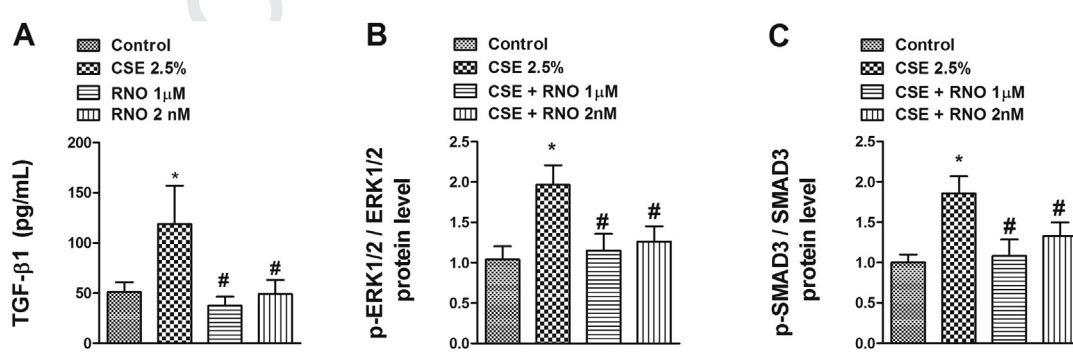 A
Control
CSE 2.5%
RNO 1μM
RNO 2 nM
TGF-β1 (pg/mL)
200
150
100
50
0
*
#
#
B
Control
CSE 2.5%
CSE + RNO 1μM
CSE + RNO 2nM
p-ERK1/2 / ERK1/2
protein level
2.5
2.0
1.5
1.0
0.5
0.0
*
#
#
C
Control
CSE 2.5%
CSE + RNO 1μM
CSE + RNO 2nM
p-SMAD3 / SMAD3
protein level
2.5
2.0
1.5
1.0
0.5
0.0
*
#
#